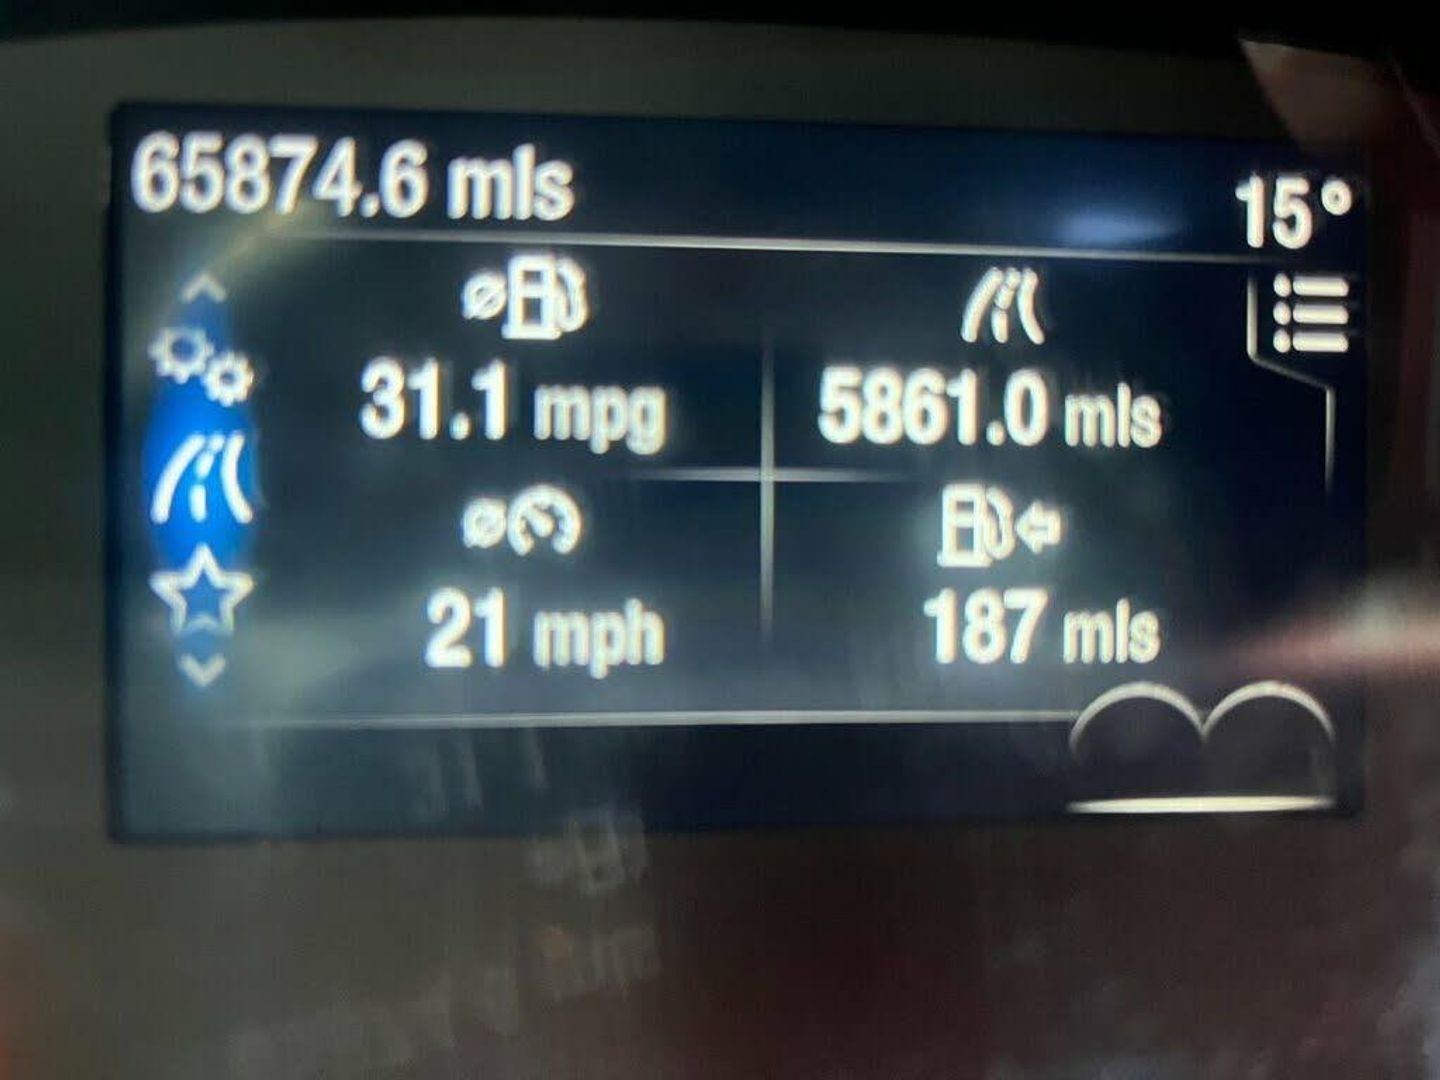 65874.6 mls
15°
31.1 mpg
5861.0 mls
21 mph
187 mls